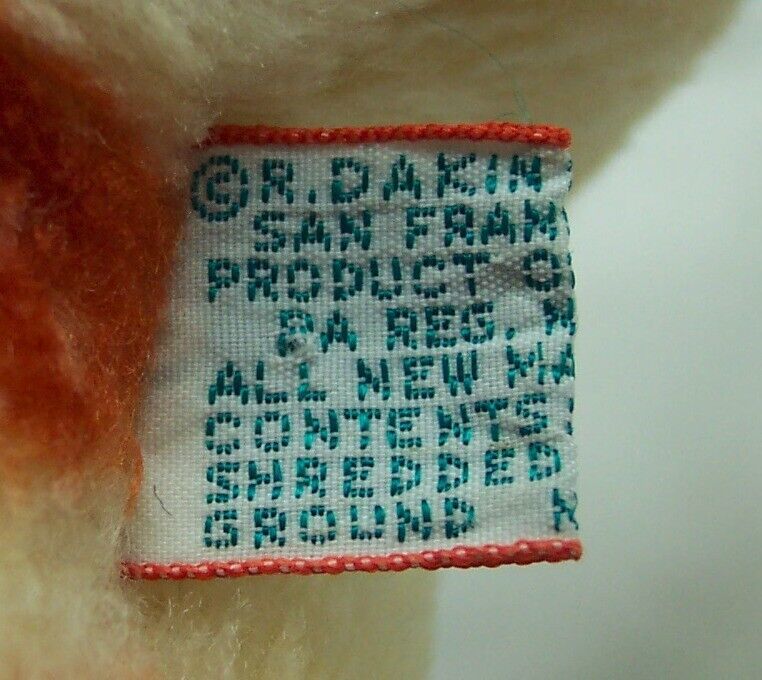 © R. DAKIN
SAN FRAN
PRODUCT O
PA REG. N
ALL NEW MA
CONTENTS:
SHREDDED
GROUND